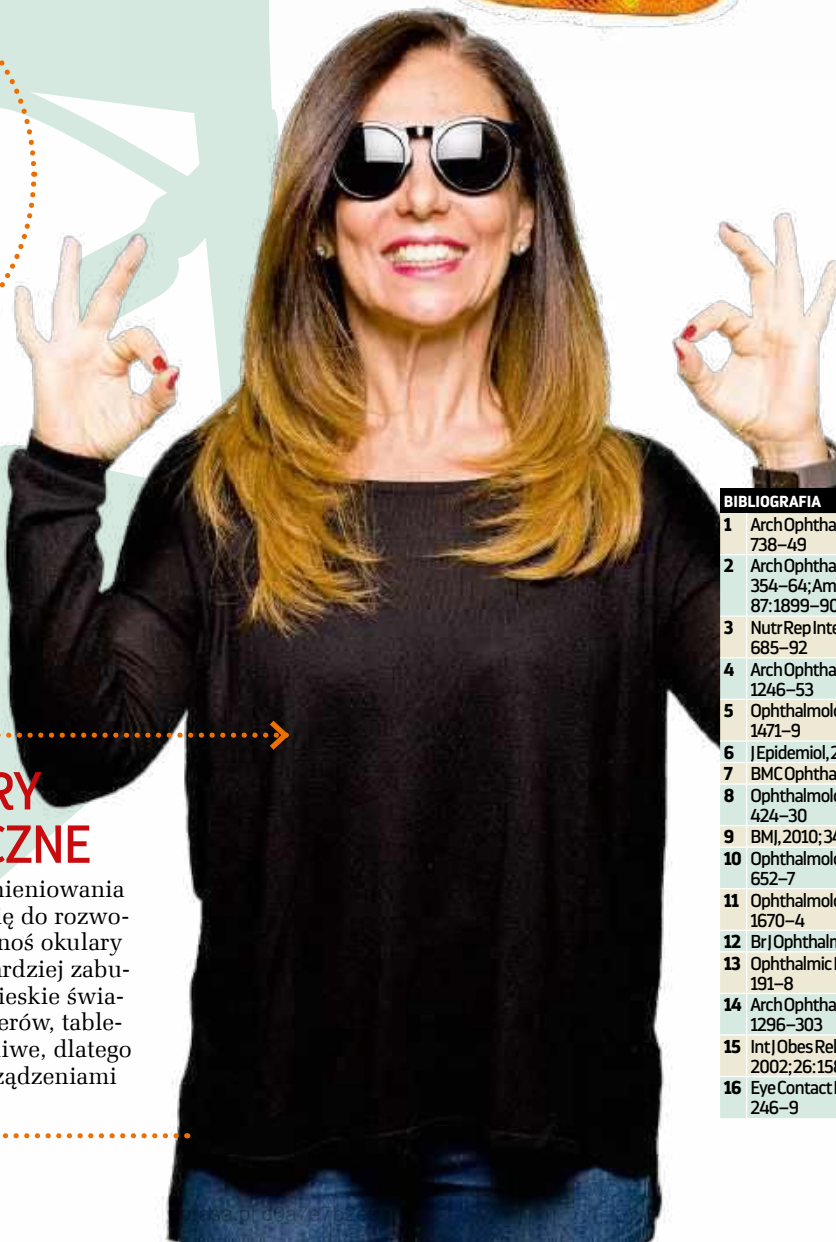 RY
CZNE
nieniowania
ię do rozwo-
noś okulary
ardziej zabu-
ieskie świa-
erów, table-
iwe, dlatego
ządzeniami
BIBLIOGRAFIA
1 Arch Ophtha
738–49
2 Arch Ophtha
354–64; Am
87:1899–90
3 Nutr Rep Inte
685–92
4 Arch Ophtha
1246–53
5 Ophthalmolo
1471–9
6 J Epidemiol, 2
7 BMC Ophtha
8 Ophthalmolo
424–30
9 BMJ, 2010; 34
10 Ophthalmolo
652–7
11 Ophthalmolo
1670–4
12 Br J Ophthalm
13 Ophthalmic
191–8
14 Arch Ophtha
1296–303
15 Int J Obes Rel
2002; 26:158
16 Eye Contact
246–9